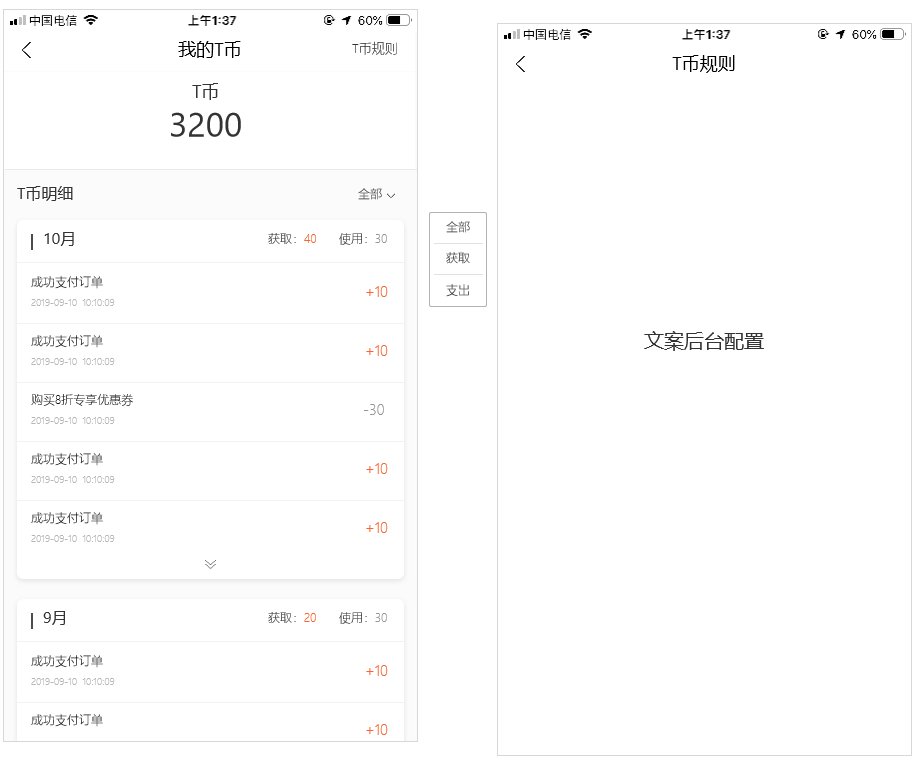 中国电信 上午1:37 60%
我的T币 T币规则
T币
3200
T币明细 全部
10月 获取：40 使用：30
成功支付订单
2019-09-10 10:10:09
+10
成功支付订单
2019-09-10 10:10:09
+10
购买8折专享优惠券
2019-09-10 10:10:09
-30
成功支付订单
2019-09-10 10:10:09
+10
成功支付订单
2019-09-10 10:10:09
+10
9月 获取：20 使用：30
成功支付订单
2019-09-10 10:10:09
+10
成功支付订单
+10
全部
获取
支出
中国电信 上午1:37 60%
T币规则
文案后台配置